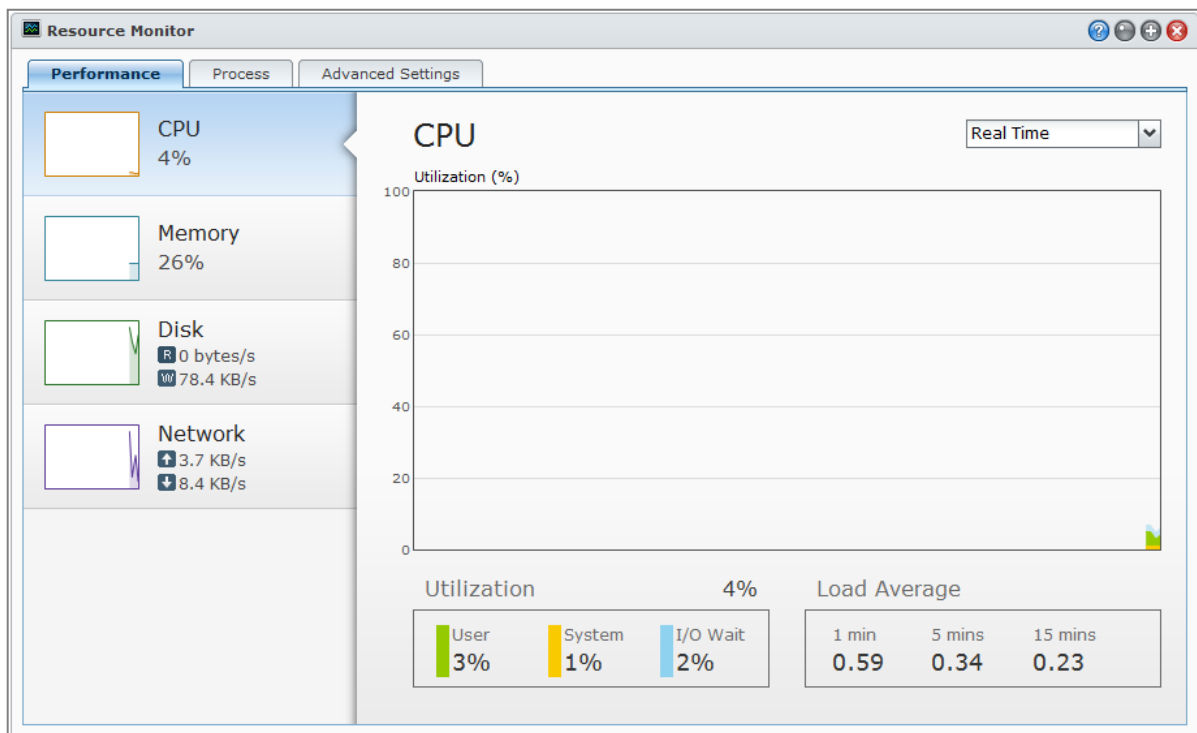 Resource Monitor
Performance Process Advanced Settings
CPU
4%
Memory
26%
Disk
R 0 bytes/s
W 78.4 KB/s
Network
3.7 KB/s
8.4 KB/s
CPU
Real Time
Utilization (%)
100
80
60
40
20
0
Utilization 4%
User System I/O Wait
3% 1% 2%
Load Average
1 min 5 mins 15 mins
0.59 0.34 0.23